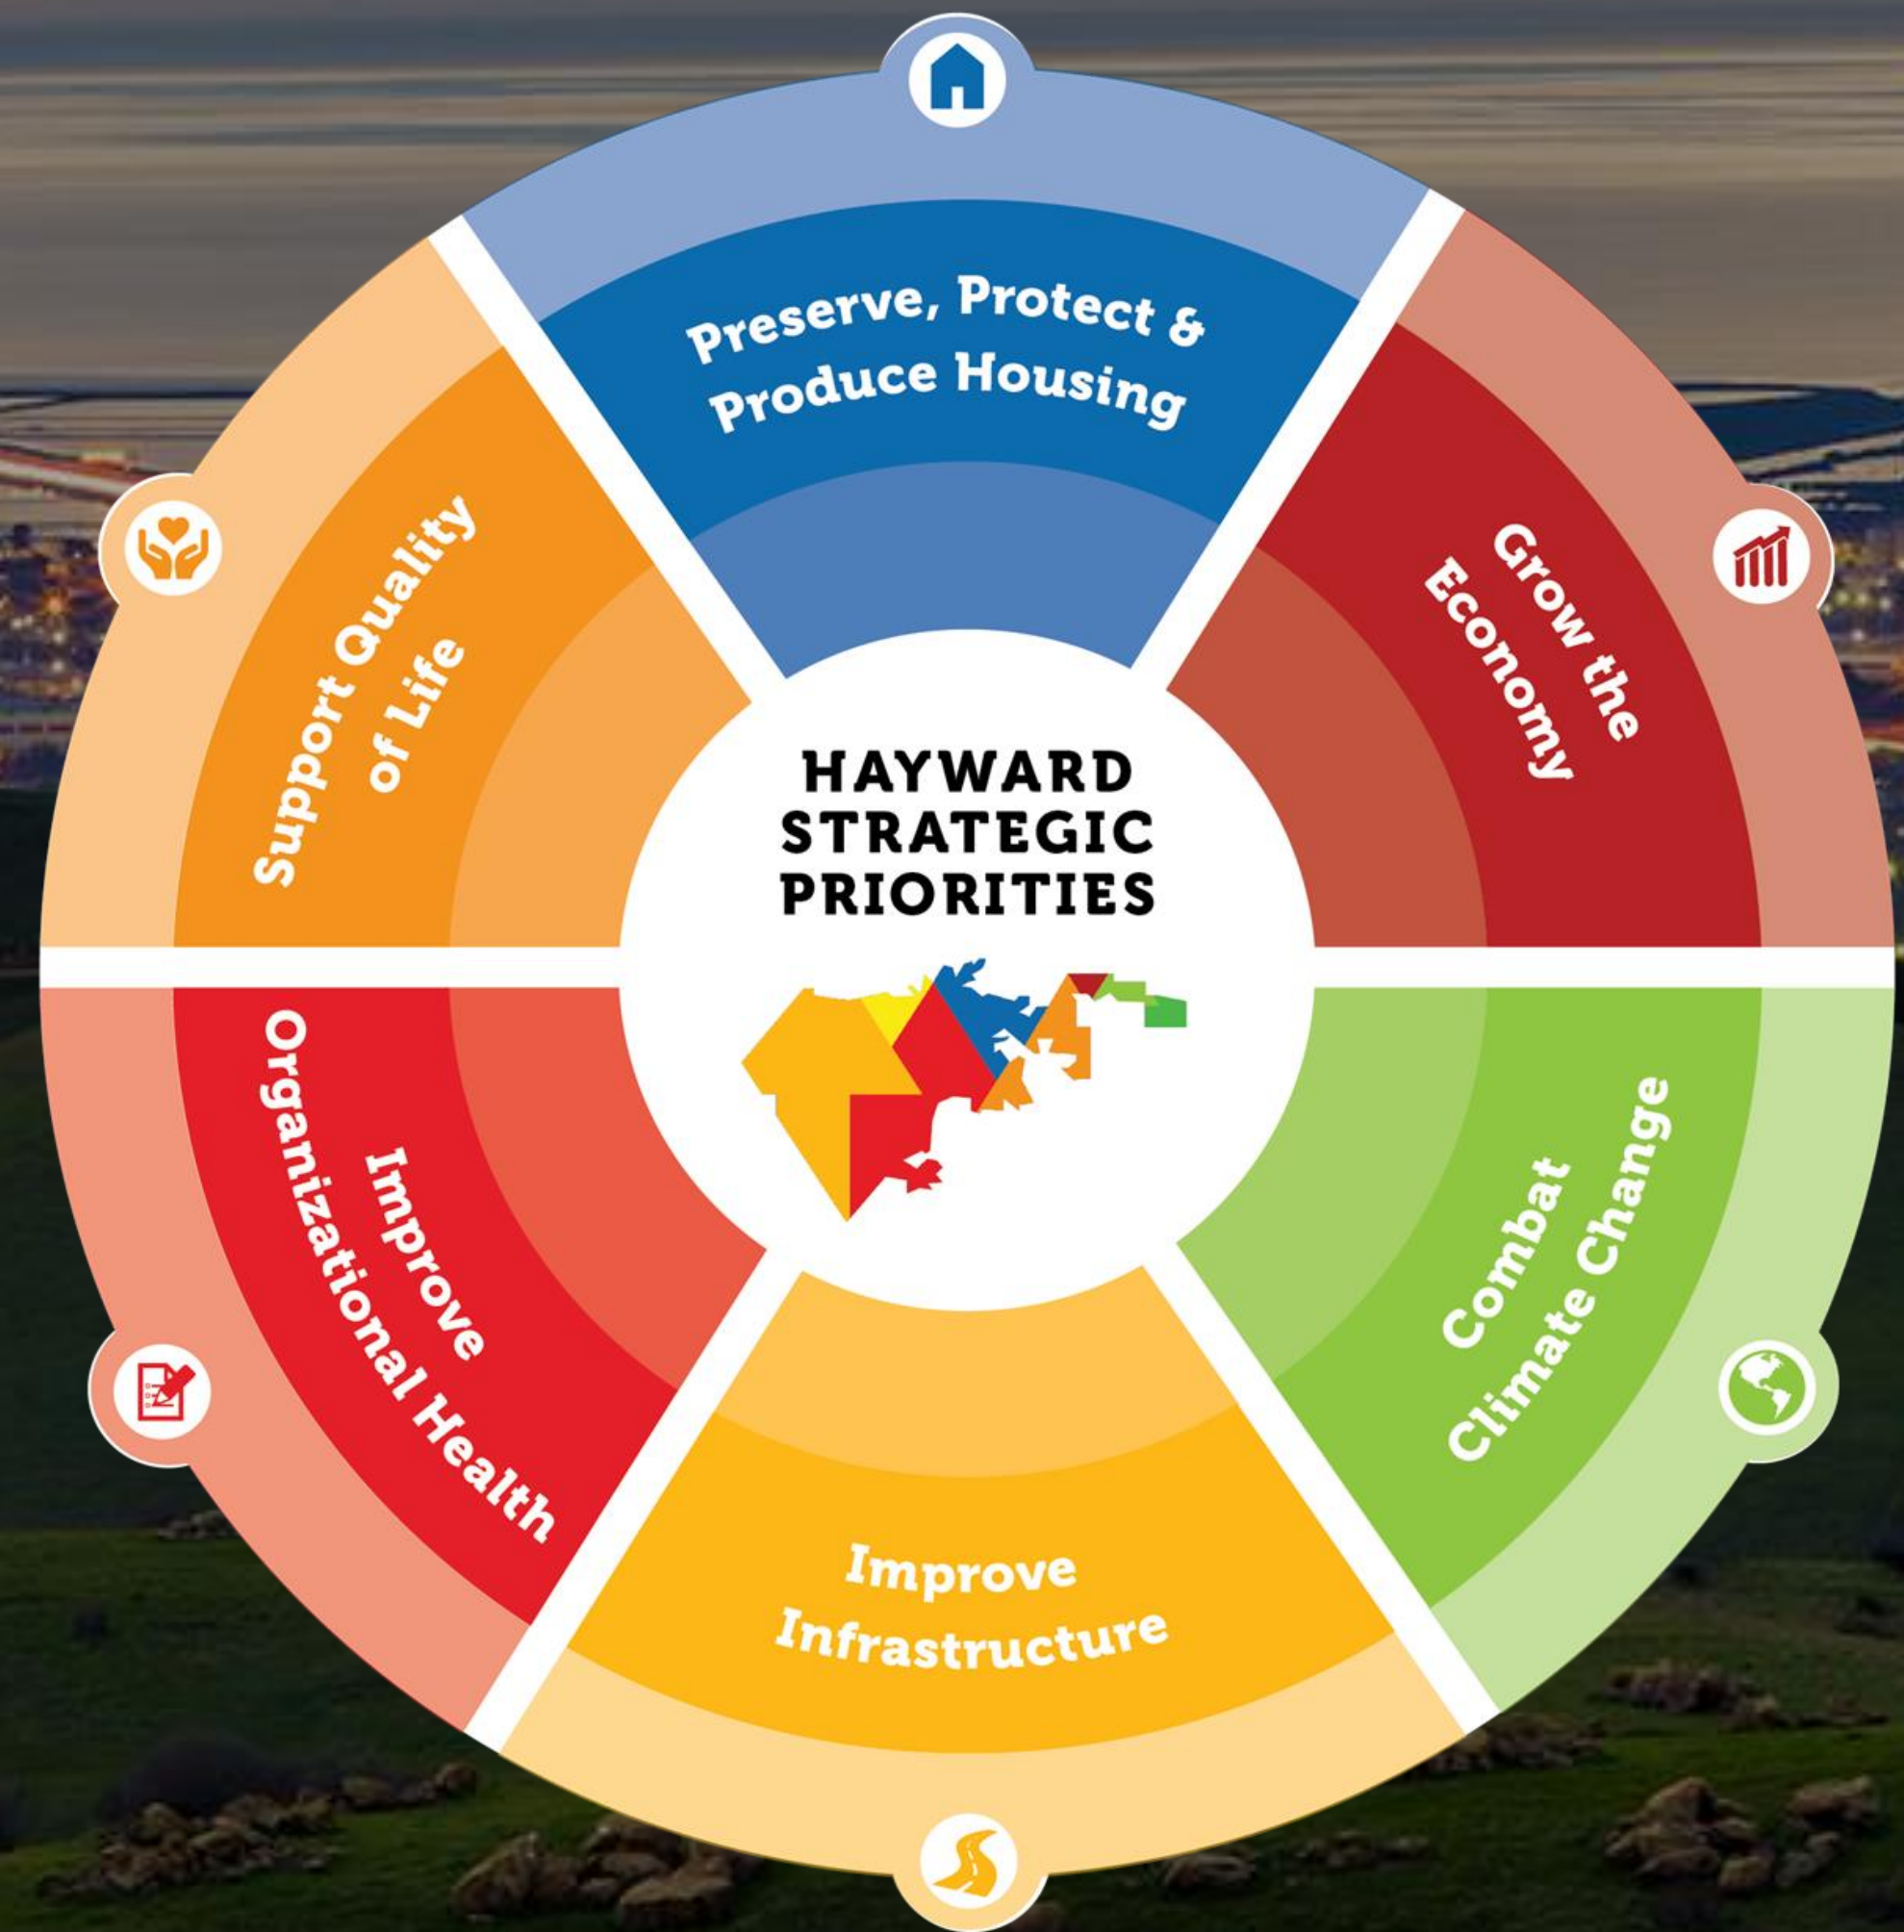 HAYWARD
STRATEGIC
PRIORITIES
Preserve, Protect &
Produce Housing
Grow the
Economy
Combat
Climate Change
Improve
Infrastructure
Improve
Organizational Health
Support Quality
of Life